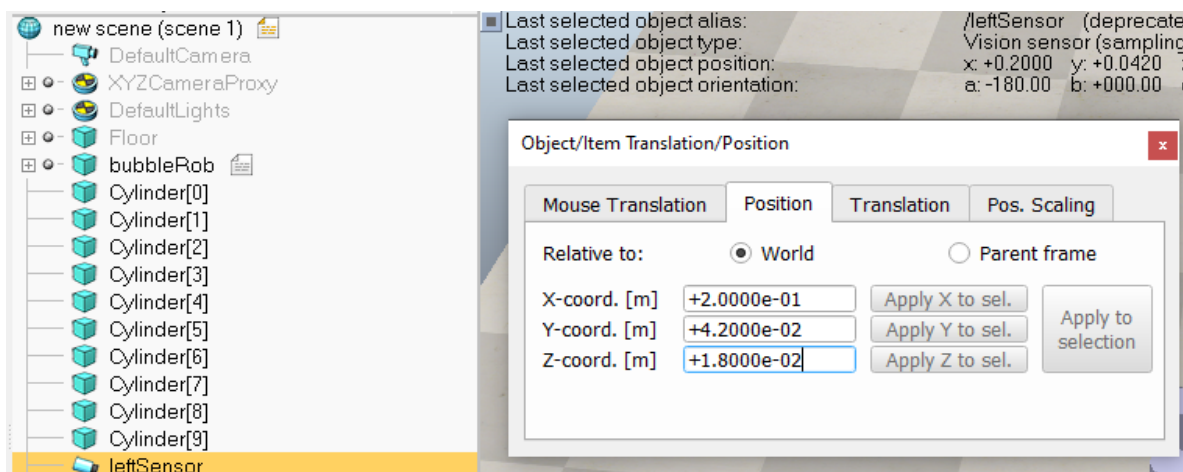 new scene (scene 1)
DefaultCamera
XYZCameraProxy
DefaultLights
Floor
bubbleRob
Cylinder[0]
Cylinder[1]
Cylinder[2]
Cylinder[3]
Cylinder[4]
Cylinder[5]
Cylinder[6]
Cylinder[7]
Cylinder[8]
Cylinder[9]
leftSensor
Last selected object alias: /leftSensor (deprecate
Last selected object type: Vision sensor (sampling
Last selected object position: x: +0.2000 y: +0.0420
Last selected object orientation: a: -180.00 b: +000.00
Object/Item Translation/Position
x
Mouse Translation Position Translation Pos. Scaling
Relative to: World Parent frame
X-coord. [m] +2.0000e-01 Apply X to sel.
Y-coord. [m] +4.2000e-02 Apply Y to sel.
Z-coord. [m] +1.8000e-02 Apply Z to sel.
Apply to
selection